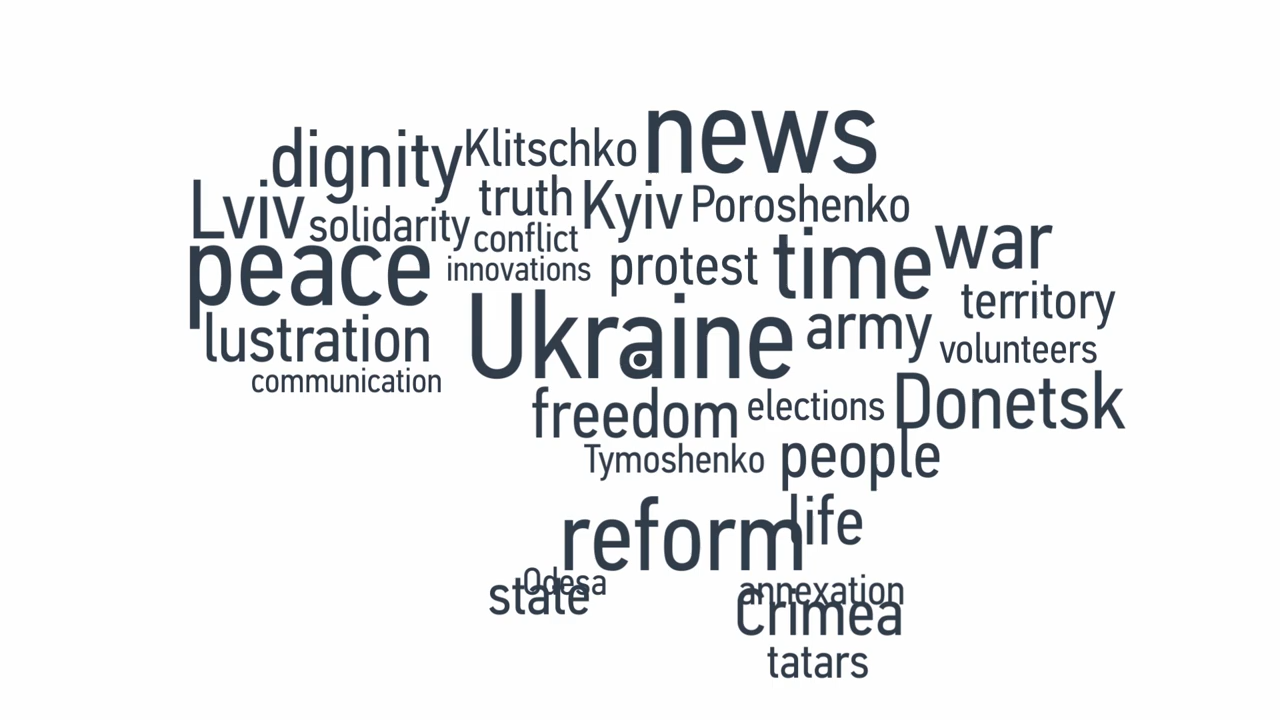 news
dignity Klitschko
truth Kyiv Poroshenko
Lviv solidarity conflict war
peace innovations protest time
territory
lustration Ukraine army volunteers
communication
freedom elections Donetsk
Tymoshenko people
reform life
Odesa
state annexation
Crimea
tatars